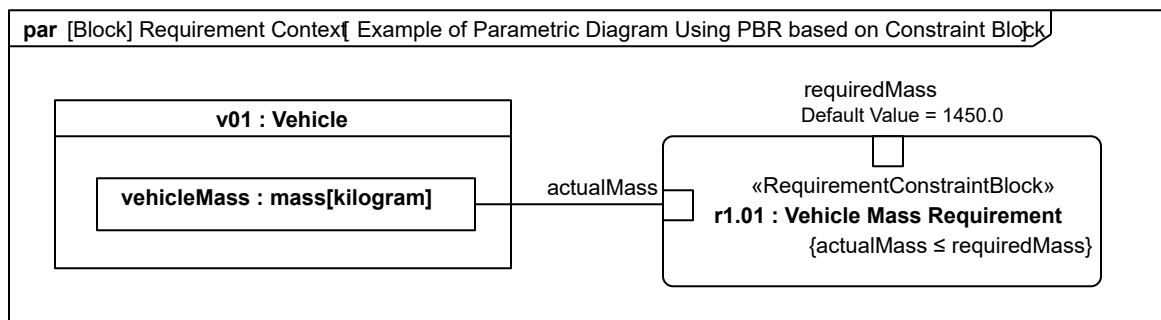 par [Block] Requirement Context[ Example of Parametric Diagram Using PBR based on Constraint Block]
requiredMass
Default Value = 1450.0
v01 : Vehicle
vehicleMass : mass[kilogram]
actualMass
«RequirementConstraintBlock»
r1.01 : Vehicle Mass Requirement
{actualMass ≤ requiredMass}